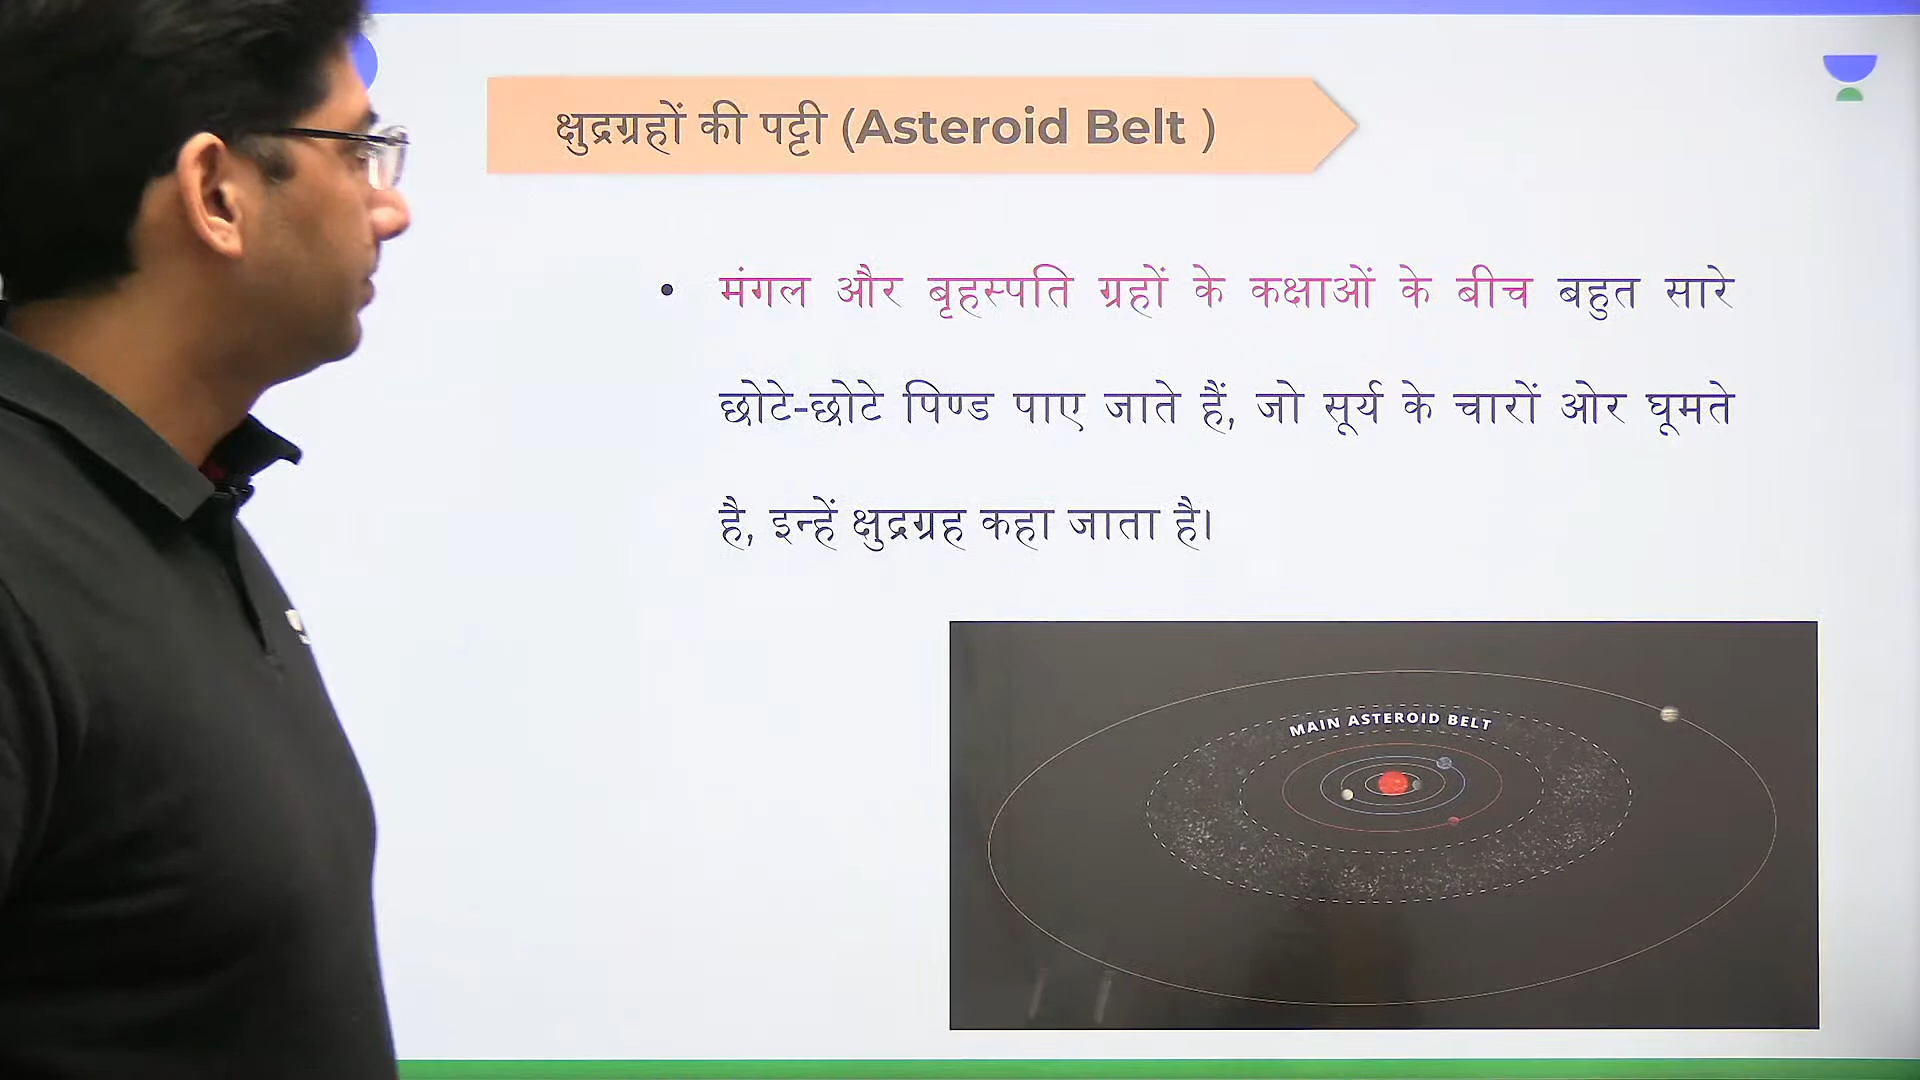 क्षुद्रग्रहों की पट्टी (Asteroid Belt )
• मंगल और बृहस्पति ग्रहों के कक्षाओं के बीच बहुत सारे
छोटे-छोटे पिण्ड पाए जाते हैं, जो सूर्य के चारों ओर घूमते
है, इन्हें क्षुद्रग्रह कहा जाता है।
MAIN ASTEROID BELT